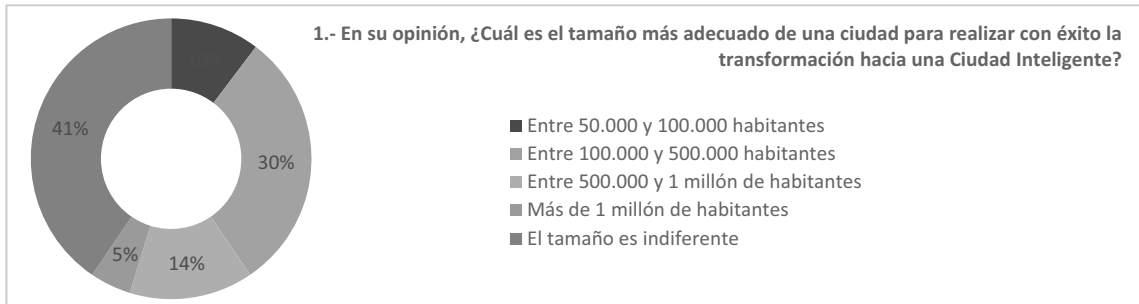 1.- En su opinión, ¿Cuál es el tamaño más adecuado de una ciudad para realizar con éxito la
transformación hacia una Ciudad Inteligente?
10%
41%
30%
5%
14%
Entre 50.000 y 100.000 habitantes
Entre 100.000 y 500.000 habitantes
Entre 500.000 y 1 millón de habitantes
Más de 1 millón de habitantes
El tamaño es indiferente